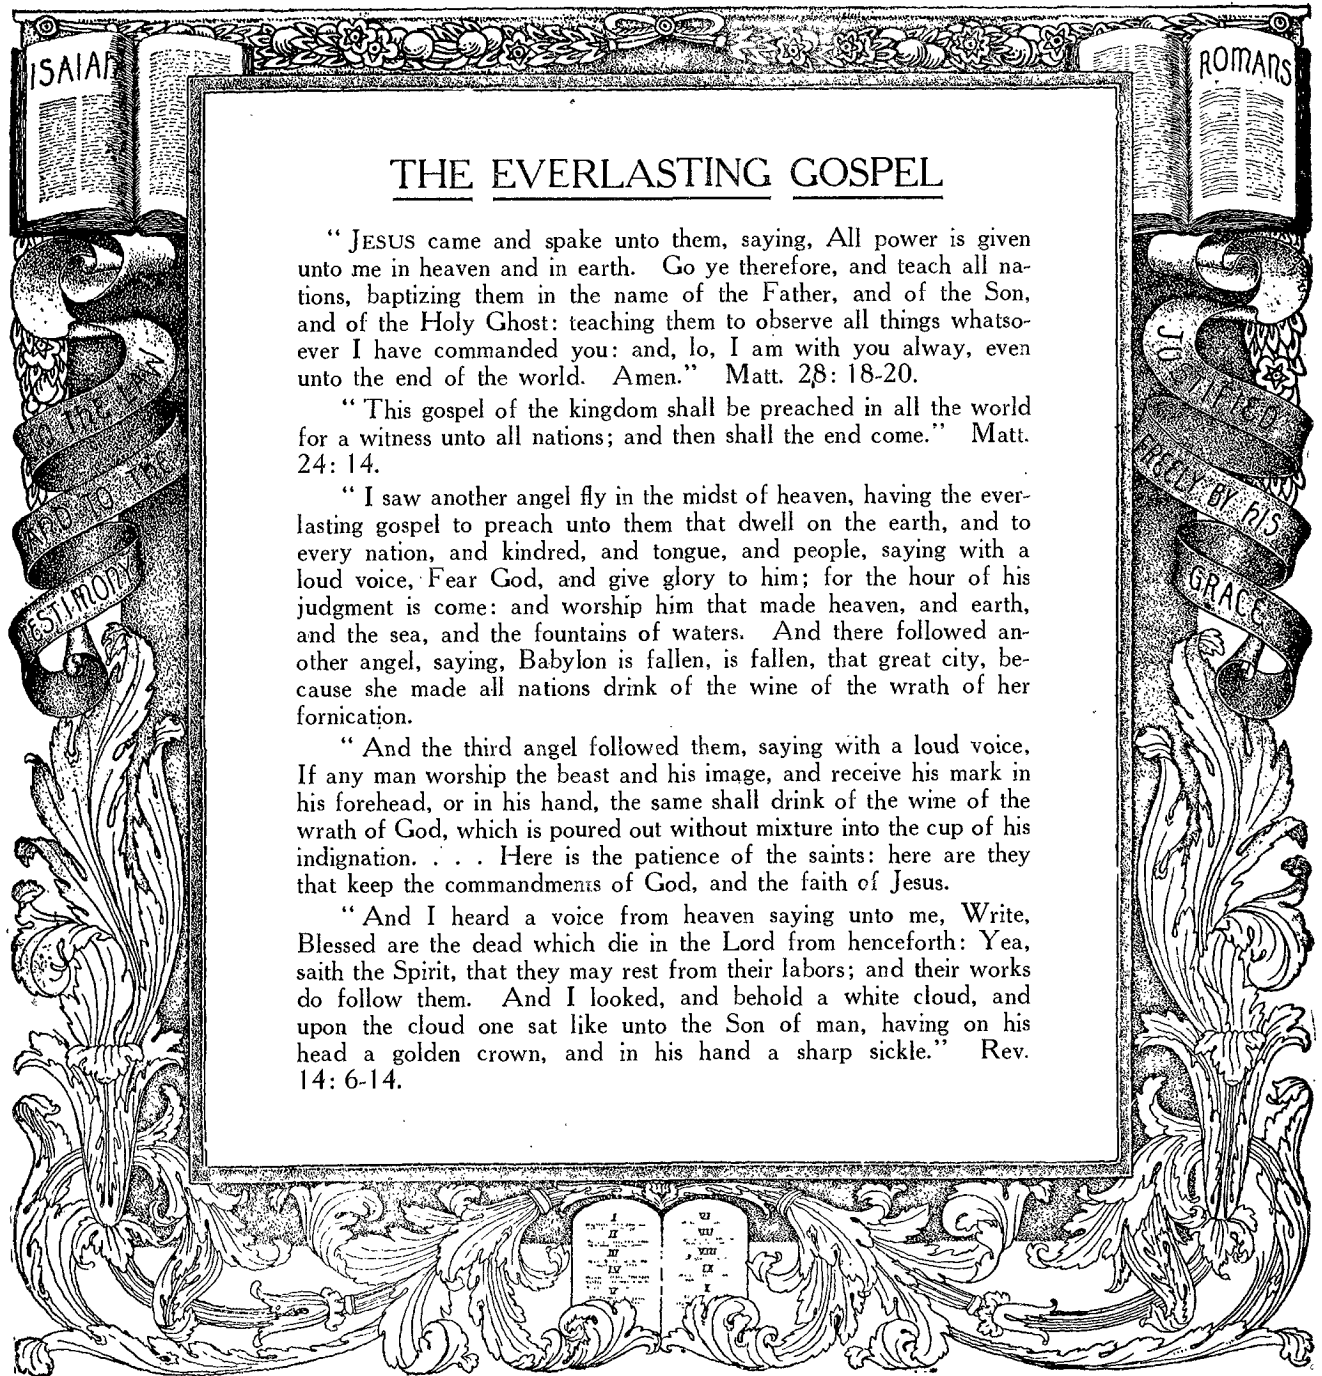 ISAIAH
ROMANS
THE EVERLASTING GOSPEL
“ JESUS came and spake unto them, saying, All power is given
unto me in heaven and in earth. Go ye therefore, and teach all na-
tions, baptizing them in the name of the Father, and of the Son,
and of the Holy Ghost: teaching them to observe all things whatso-
ever I have commanded you: and, lo, I am with you alway, even
unto the end of the world. Amen.” Matt. 28: 18-20.
“ This gospel of the kingdom shall be preached in all the world
for a witness unto all nations; and then shall the end come.” Matt.
24: 14.
“ I saw another angel fly in the midst of heaven, having the ever-
lasting gospel to preach unto them that dwell on the earth, and to
every nation, and kindred, and tongue, and people, saying with a
loud voice, Fear God, and give glory to him; for the hour of his
judgment is come: and worship him that made heaven, and earth,
and the sea, and the fountains of waters. And there followed an-
other angel, saying, Babylon is fallen, is fallen, that great city, be-
cause she made all nations drink of the wine of the wrath of her
fornication.
“ And the third angel followed them, saying with a loud voice,
If any man worship the beast and his image, and receive his mark in
his forehead, or in his hand, the same shall drink of the wine of the
wrath of God, which is poured out without mixture into the cup of his
indignation. . . . Here is the patience of the saints: here are they
that keep the commandments of God, and the faith of Jesus.
“ And I heard a voice from heaven saying unto me, Write,
Blessed are the dead which die in the Lord from henceforth: Yea,
saith the Spirit, that they may rest from their labors; and their works
do follow them. And I looked, and behold a white cloud, and
upon the cloud one sat like unto the Son of man, having on his
head a golden crown, and in his hand a sharp sickle.” Rev.
14: 6-14.
TO THE LAW
AND TO THE
TESTIMONY
JUSTIFIED
FREELY BY HIS
GRACE
I
II
III
IV
V
VI
VII
VIII
IX
X